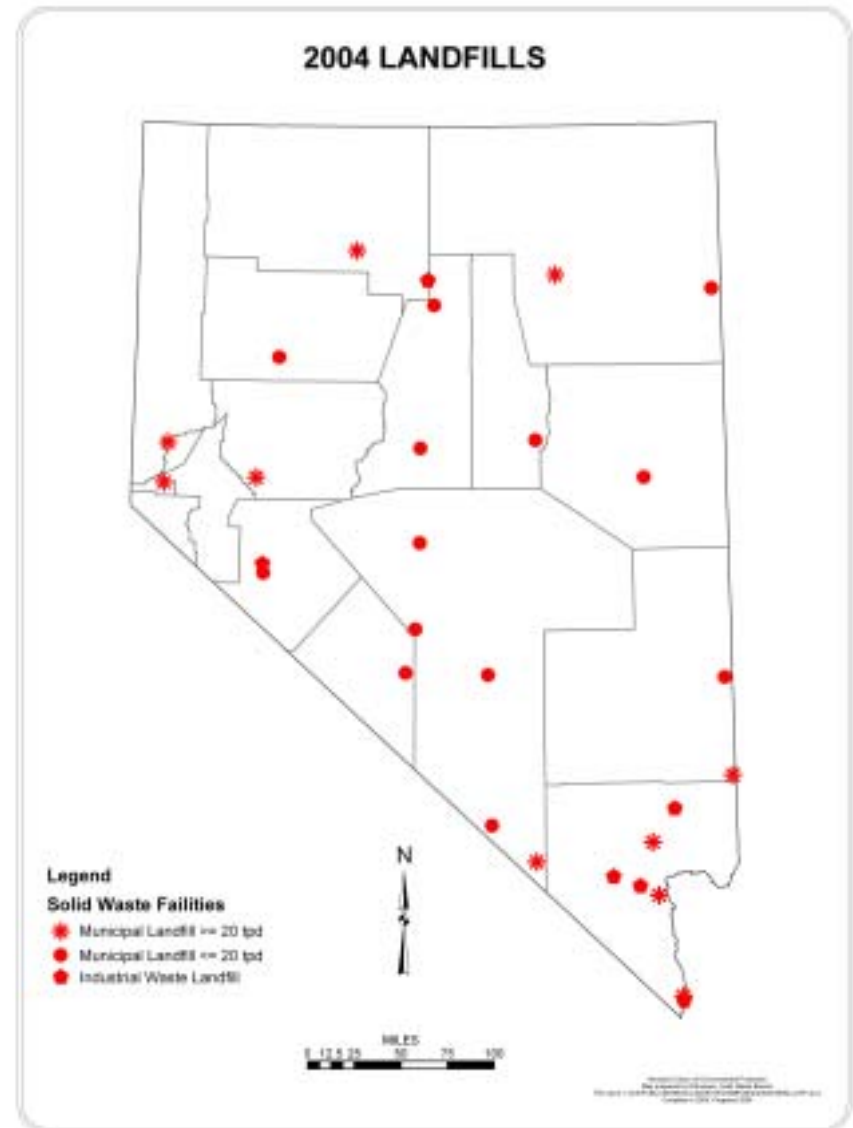 2004 LANDFILLS
N
Legend
Solid Waste Failities
Municipal Landfill >= 20 tpd
Municipal Landfill <= 20 tpd
Industrial Waste Landfill
MILES
0 12.5 25 50 75 100